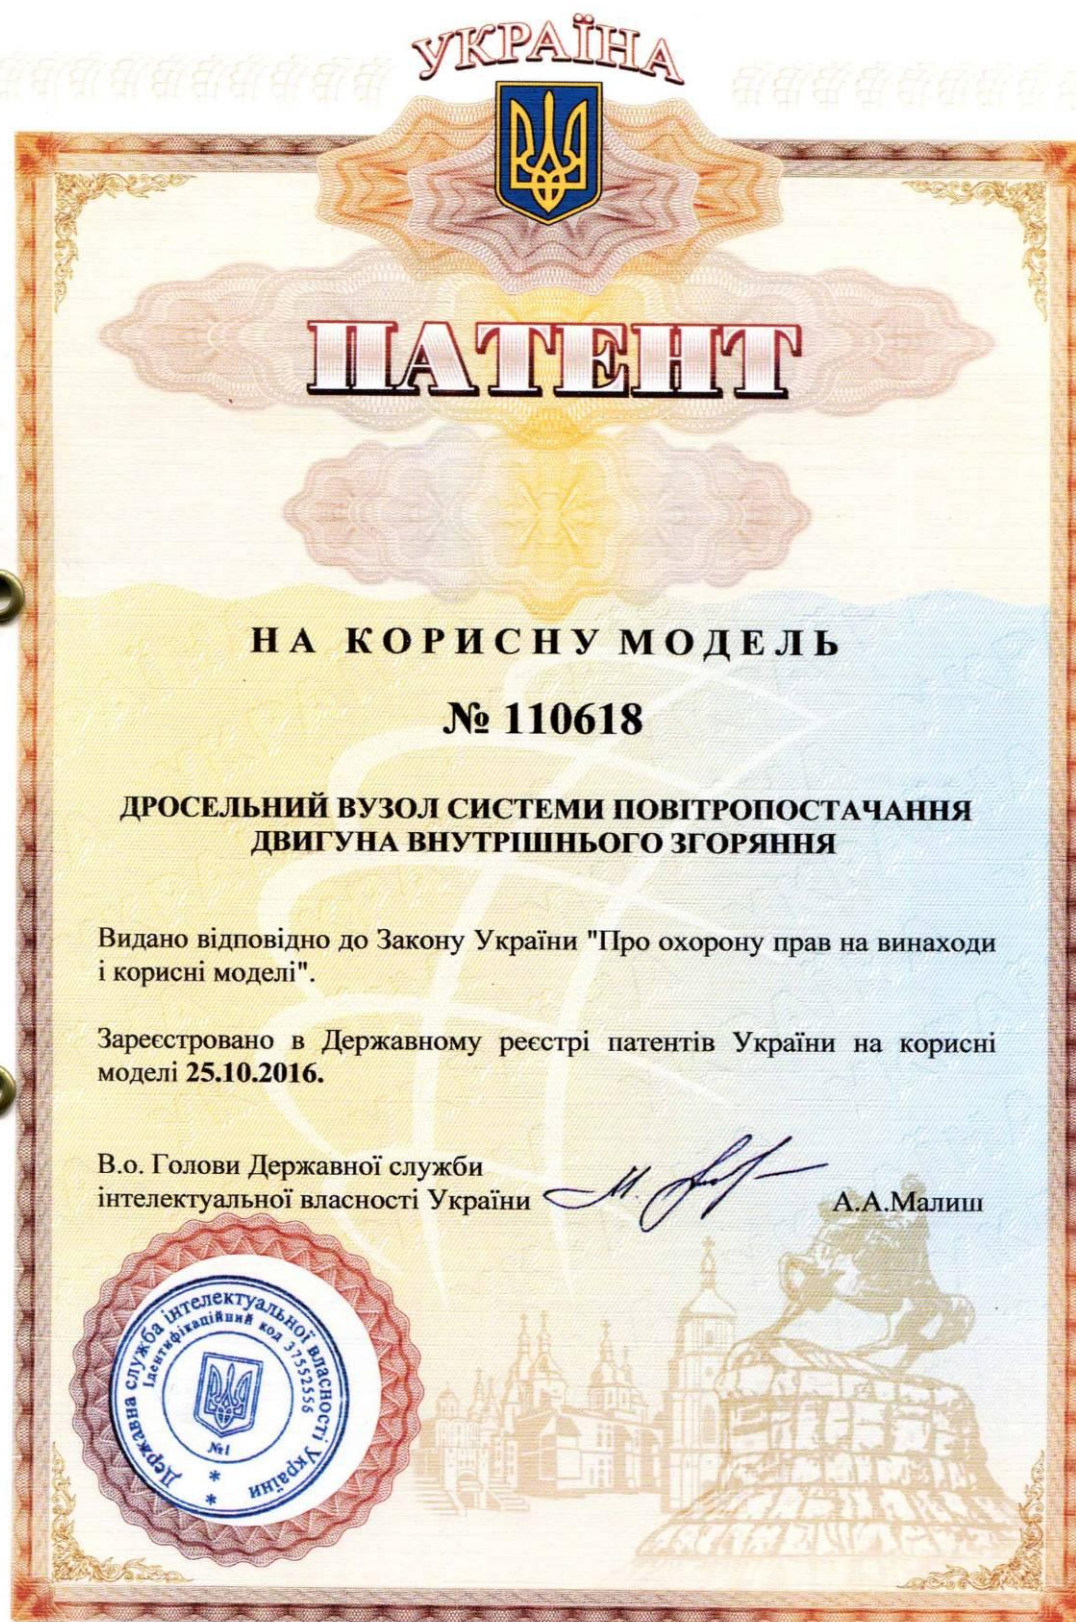 УКРАЇНА
ПАТЕНТ
НА КОРИСНУ МОДЕЛЬ
№ 110618
ДРОСЕЛЬНИЙ ВУЗОЛ СИСТЕМИ ПОВІТРОПОСТАЧАННЯ
ДВИГУНА ВНУТРІШНЬОГО ЗГОРЯННЯ
Видано відповідно до Закону України "Про охорону прав на винаходи
і корисні моделі".
Зареєстровано в Державному реєстрі патентів України на корисні
моделі 25.10.2016.
В.о. Голови Державної служби
інтелектуальної власності України
А.А.Малиш
Державна служба інтелектуальної власності України
Ідентифікаційний код 37552556
№1